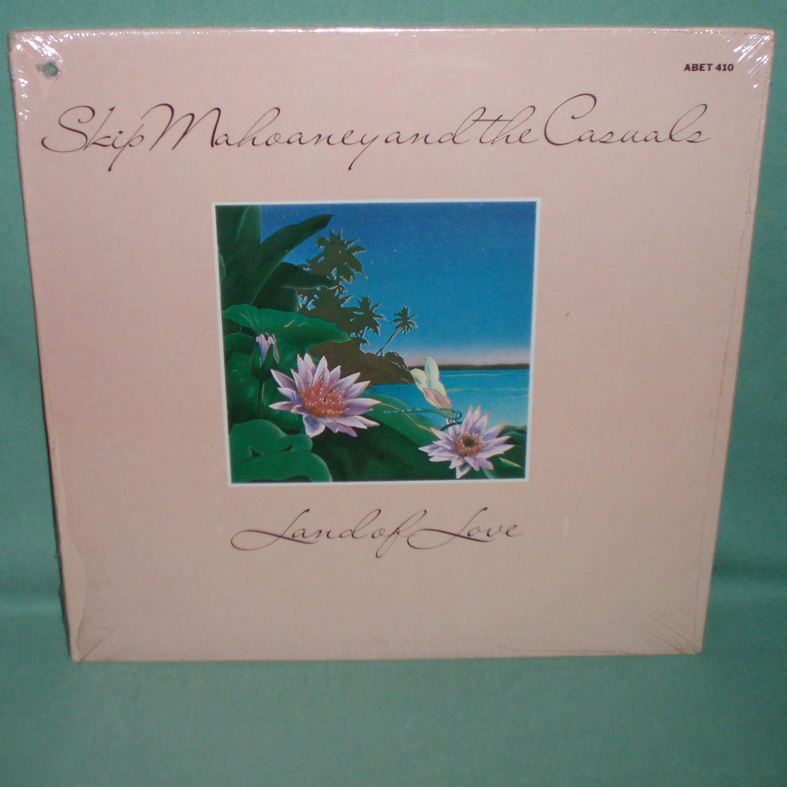 ABET 410
Skip Mahoaney and the Casuals
Land of Love